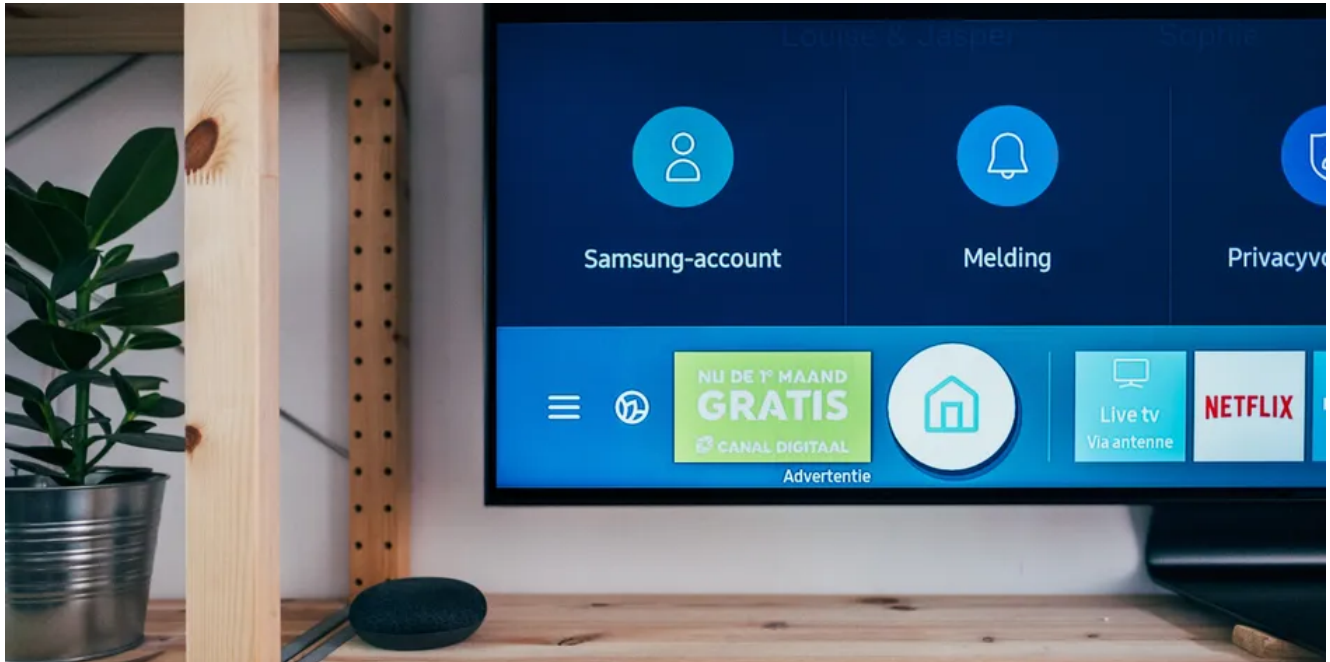 Louise & Jasper
Sophie
Samsung-account
Melding
Privacyvo
NU DE 1e MAAND
GRATIS
CANAL DIGITAAL
Advertentie
Live tv
Via antenne
NETFLIX